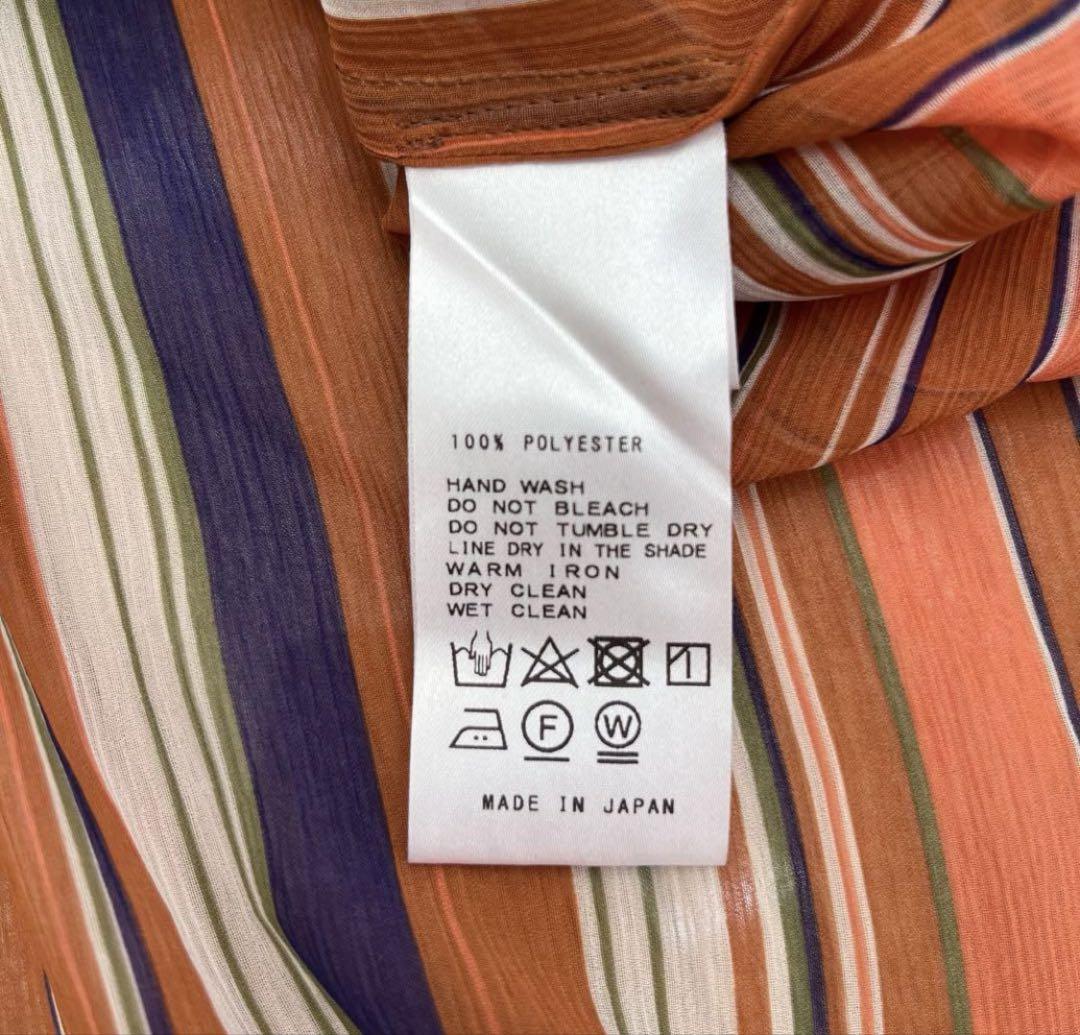 100% POLYESTER
HAND WASH
DO NOT BLEACH
DO NOT TUMBLE DRY
LINE DRY IN THE SHADE
WARM IRON
DRY CLEAN
WET CLEAN
F W
MADE IN JAPAN